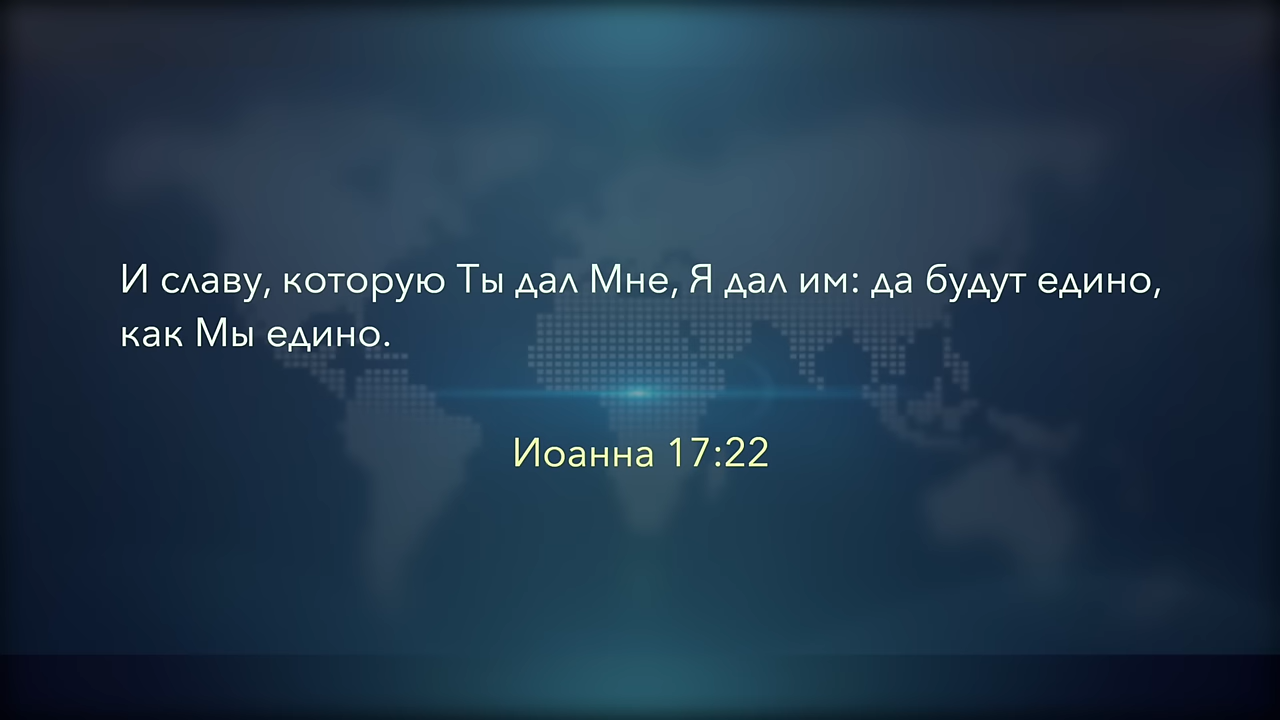 И славу, которую Ты дал Мне, Я дал им: да будут едино,
как Мы едино.
Иоанна 17:22